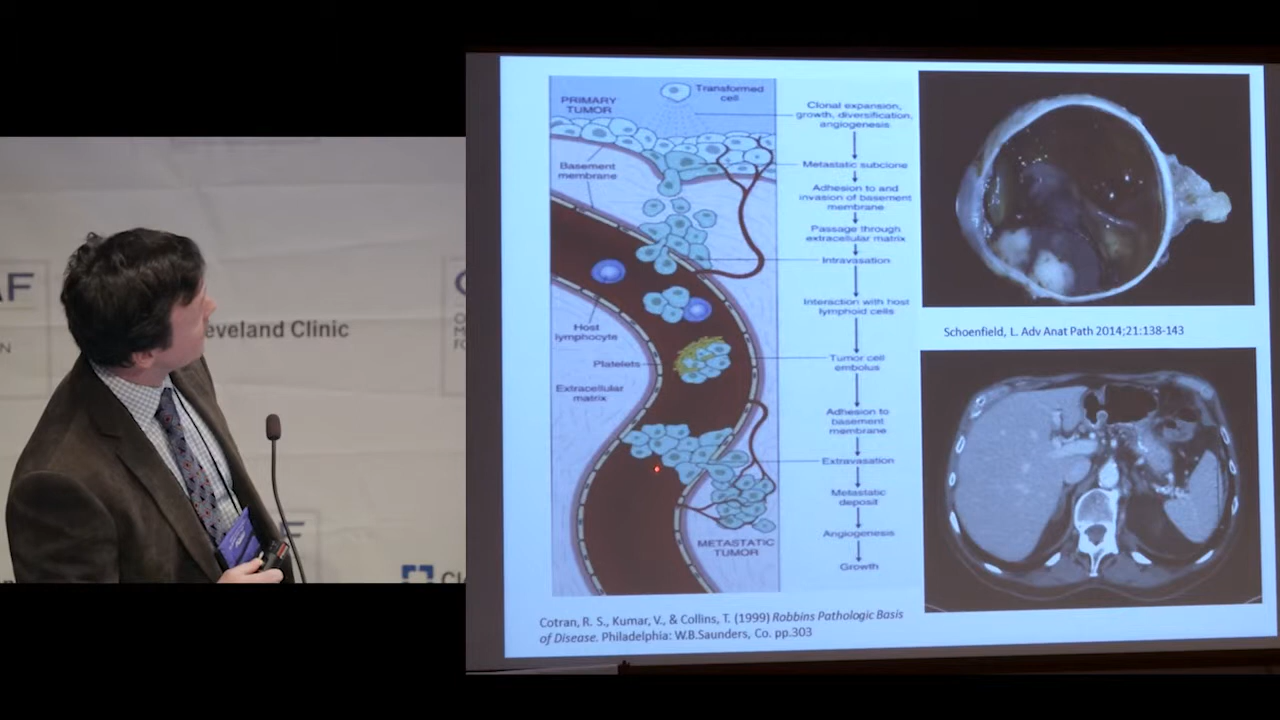 AF
N
leveland Clinic
PRIMARY
TUMOR
Transformed
cell
Basement
membrane
Host
lymphocyte
Platelets
Extracellular
matrix
METASTATIC
TUMOR
Clonal expansion,
growth, diversification,
angiogenesis
Metastatic subclone
Adhesion to and
invasion of basement
membrane
Passage through
extracellular matrix
Intravasation
Interaction with host
lymphoid cells
Tumor cell
embolus
Adhesion to
basement
membrane
Extravasation
Metastatic
deposit
Angiogenesis
Growth
Schoenfield, L. Adv Anat Path 2014;21:138-143
Cotran, R. S., Kumar, V., & Collins, T. (1999) Robbins Pathologic Basis
of Disease. Philadelphia: W.B.Saunders, Co. pp.303